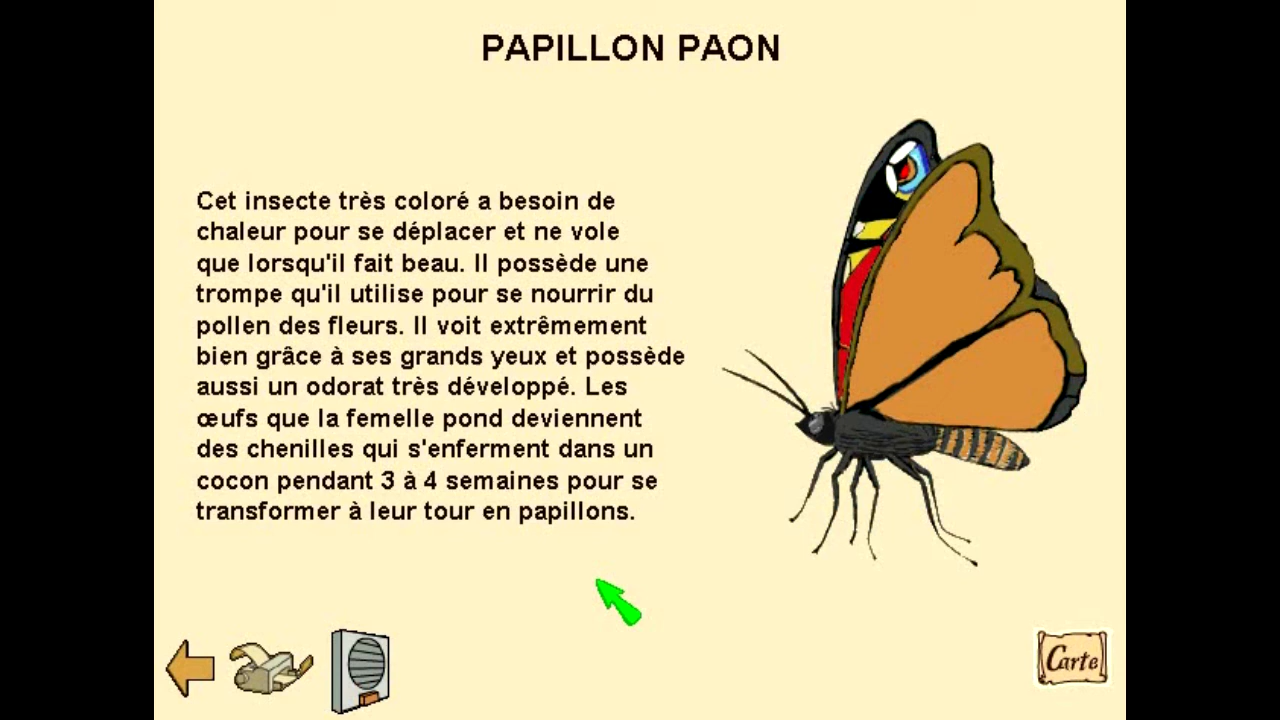 PAPILLON PAON
Cet insecte très coloré a besoin de
chaleur pour se déplacer et ne vole
que lorsqu'il fait beau. Il possède une
trompe qu'il utilise pour se nourrir du
pollen des fleurs. Il voit extrêmement
bien grâce à ses grands yeux et possède
aussi un odorat très développé. Les
œufs que la femelle pond deviennent
des chenilles qui s'enferment dans un
cocon pendant 3 à 4 semaines pour se
transformer à leur tour en papillons.
Carte